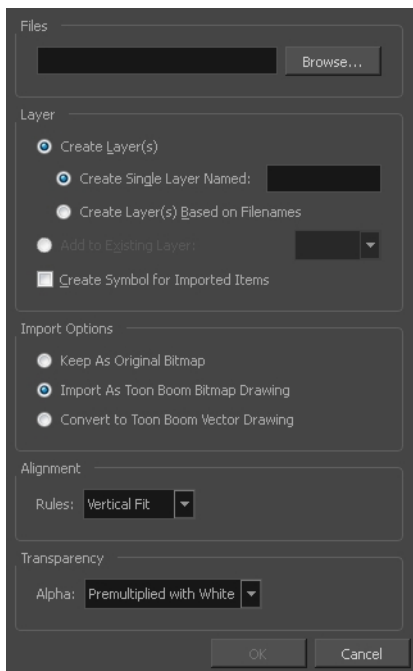 Files
Browse...
Layer
Create Layer(s)
Create Single Layer Named:
Create Layer(s) Based on Filenames
Add to Existing Layer:
Create Symbol for Imported Items
Import Options
Keep As Original Bitmap
Import As Toon Boom Bitmap Drawing
Convert to Toon Boom Vector Drawing
Alignment
Rules: Vertical Fit
Transparency
Alpha: Premultiplied with White
OK Cancel